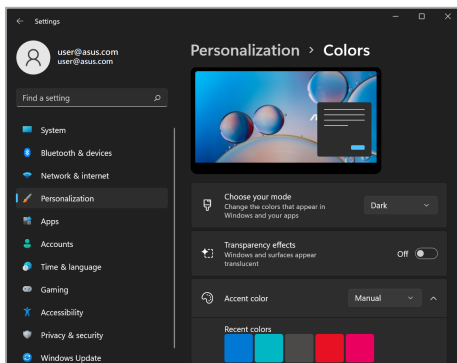 Settings
user@asus.com
user@asus.com
Find a setting
System
Bluetooth & devices
Network & internet
Personalization
Apps
Accounts
Time & language
Gaming
Accessibility
Privacy & security
Windows Update
Personalization > Colors
Choose your mode
Change the colors that appear in
Windows and your apps
Dark
Transparency effects
Windows and surfaces appear
translucent
Off
Accent color
Manual
Recent colors